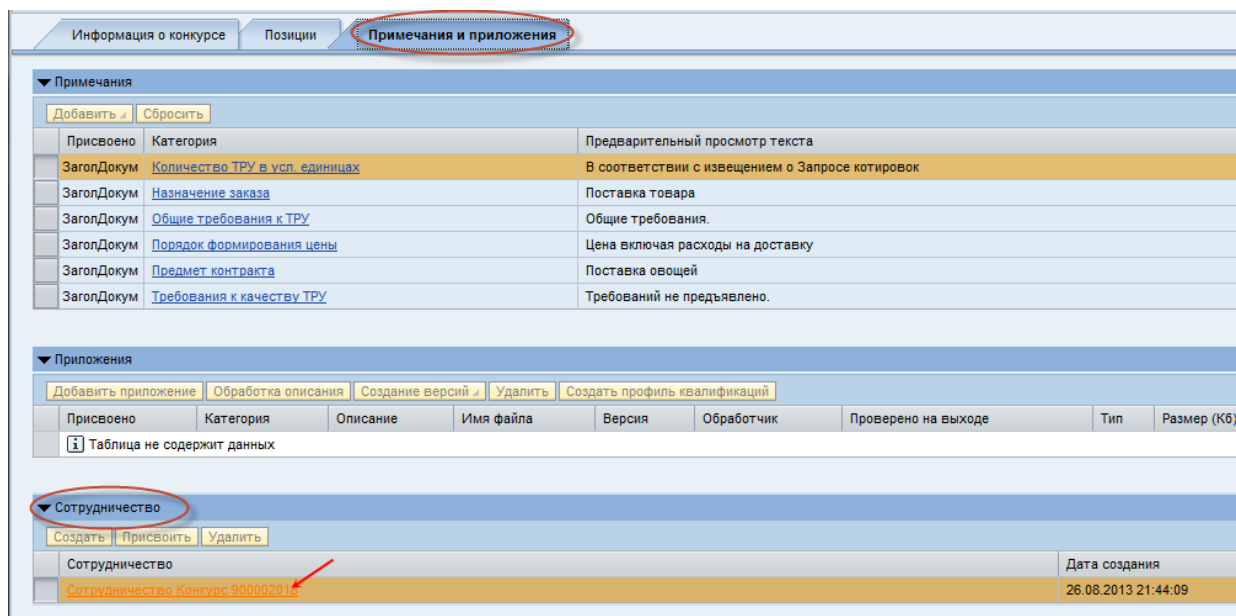 Информация о конкурсе Позиции Примечания и приложения
Примечания
Добавить Сбросить
Присвоено Категория Предварительный просмотр текста
ЗаголДокум Количество ТРУ в усл. единицах В соответствии с извещением о Запросе котировок
ЗаголДокум Назначение заказа Поставка товара
ЗаголДокум Общие требования к ТРУ Общие требования.
ЗаголДокум Порядок формирования цены Цена включая расходы на доставку
ЗаголДокум Предмет контракта Поставка овощей
ЗаголДокум Требования к качеству ТРУ Требований не предъявлено.
Приложения
Добавить приложение Обработка описания Создание версий Удалить Создать профиль квалификаций
Присвоено Категория Описание Имя файла Версия Обработчик Проверено на выходе Тип Размер (Кб)
Таблица не содержит данных
Сотрудничество
Создать Присвоить Удалить
Сотрудничество Дата создания
Сотрудничество Конкурс 26.08.2013 21:44:09